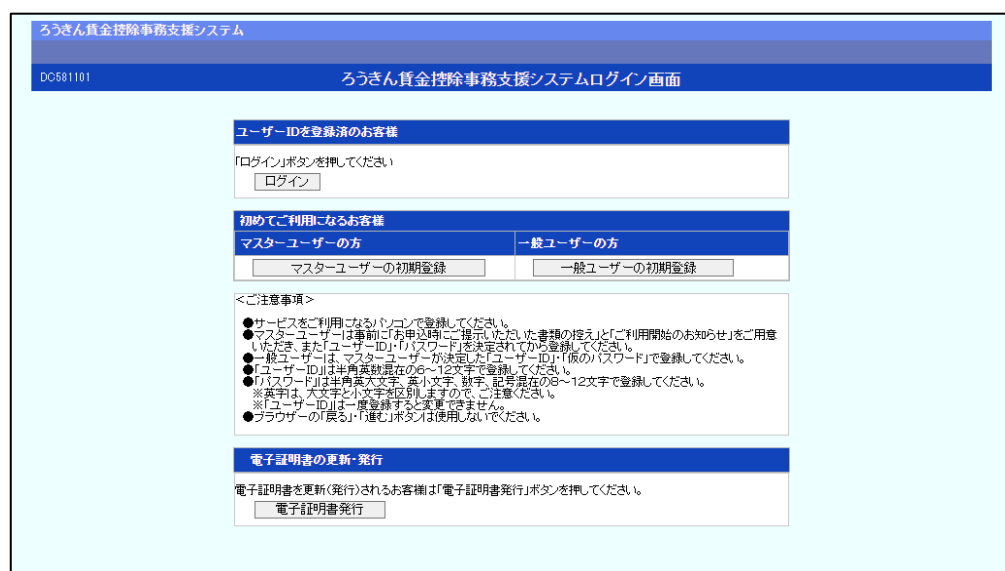 ろうきん賃金控除事務支援システム
DC581101
ろうきん賃金控除事務支援システムログイン画面
ユーザーIDを登録済のお客様
「ログイン」ボタンを押してください
ログイン
初めてご利用になるお客様
マスターユーザーの方
一般ユーザーの方
マスターユーザーの初期登録
一般ユーザーの初期登録
＜ご注意事項＞
●サービスをご利用になるパソコンで登録してください。
●マスターユーザーは事前に「お申込時にご提示いただいた書類の控え」と「ご利用開始のお知らせ」をご用意
いただき、また「ユーザーID」・「パスワード」を決定されてから登録してください。
●一般ユーザーは、マスターユーザーが決定した「ユーザーID」・「仮のパスワード」で登録してください。
●「ユーザーID」は半角英数混在の6～12文字で登録してください。
●「パスワード」は半角英大文字、英小文字、数字、記号混在の8～12文字で登録してください。
※英字は、大文字と小文字を区別しますので、ご注意ください。
※「ユーザーID」は一度登録すると変更できません。
●ブラウザーの「戻る」・「進む」ボタンは使用しないでください。
電子証明書の更新・発行
電子証明書を更新（発行）されるお客様は「電子証明書発行」ボタンを押してください。
電子証明書発行